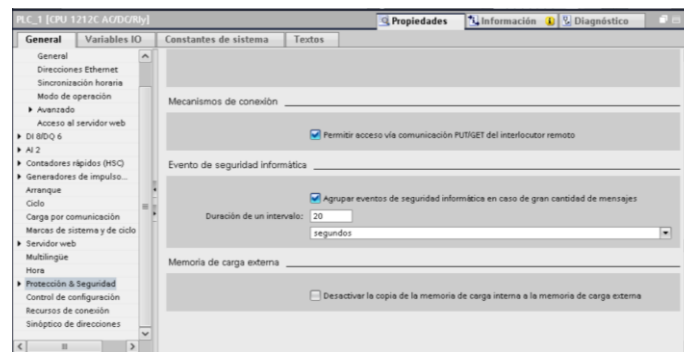 PLC_1 [CPU 1212C AC/DC/Rly]
Propiedades
Información
Diagnóstico
General
Variables IO
Constantes de sistema
Textos
General
Direcciones Ethernet
Sincronización horaria
Modo de operación
Avanzado
Acceso al servidor web
DI 8/DQ 6
AI 2
Contadores rápidos (HSC)
Generadores de impulso...
Arranque
Ciclo
Carga por comunicación
Marcas de sistema y de ciclo
Servidor web
Multilingüe
Hora
Protección & Seguridad
Control de configuración
Recursos de conexión
Sinóptico de direcciones
Mecanismos de conexión
Permitir acceso vía comunicación PUT/GET del interlocutor remoto
Evento de seguridad informática
Agrupar eventos de seguridad informática en caso de gran cantidad de mensajes
Duración de un intervalo: 20
segundos
Memoria de carga externa
Desactivar la copia de la memoria de carga interna a la memoria de carga externa